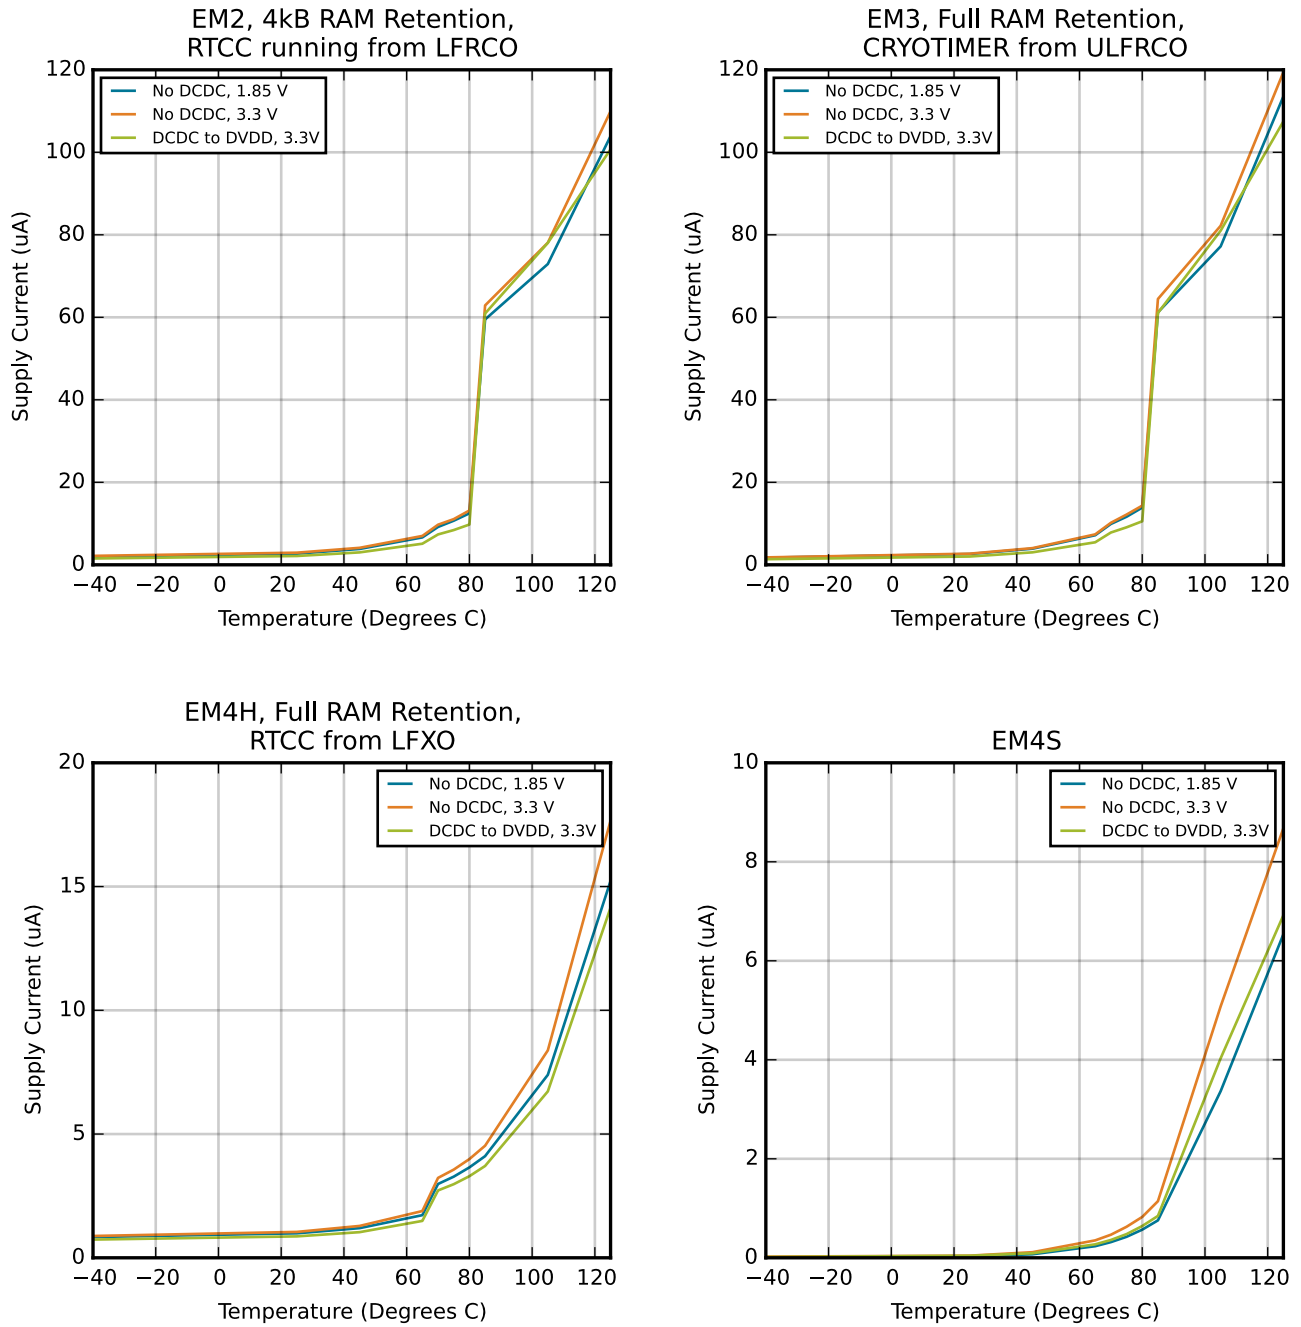 EM2, 4kB RAM Retention,
RTCC running from LFRCO
No DCDC, 1.85 V
No DCDC, 3.3 V
DCDC to DVDD, 3.3V
120
100
80
60
40
20
0
Supply Current (uA)
−40 −20 0 20 40 60 80 100 120
Temperature (Degrees C)
EM3, Full RAM Retention,
CRYOTIMER from ULFRCO
No DCDC, 1.85 V
No DCDC, 3.3 V
DCDC to DVDD, 3.3V
120
100
80
60
40
20
0
Supply Current (uA)
−40 −20 0 20 40 60 80 100 120
Temperature (Degrees C)
EM4H, Full RAM Retention,
RTCC from LFXO
No DCDC, 1.85 V
No DCDC, 3.3 V
DCDC to DVDD, 3.3V
20
15
10
5
0
Supply Current (uA)
−40 −20 0 20 40 60 80 100 120
Temperature (Degrees C)
EM4S
No DCDC, 1.85 V
No DCDC, 3.3 V
DCDC to DVDD, 3.3V
10
8
6
4
2
0
Supply Current (uA)
−40 −20 0 20 40 60 80 100 120
Temperature (Degrees C)